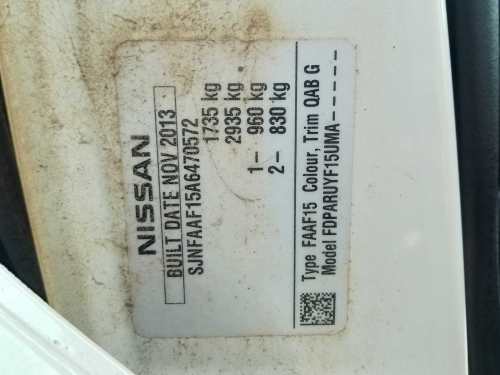 NISSAN
BUILT DATE NOV 2013
SJNFAAF15A6470572
1735 kg
2935 kg
1- 960 kg
2- 830 kg
Type FAAF15 Colour, Trim QAB G
Model FDPARUYF15UMA-----